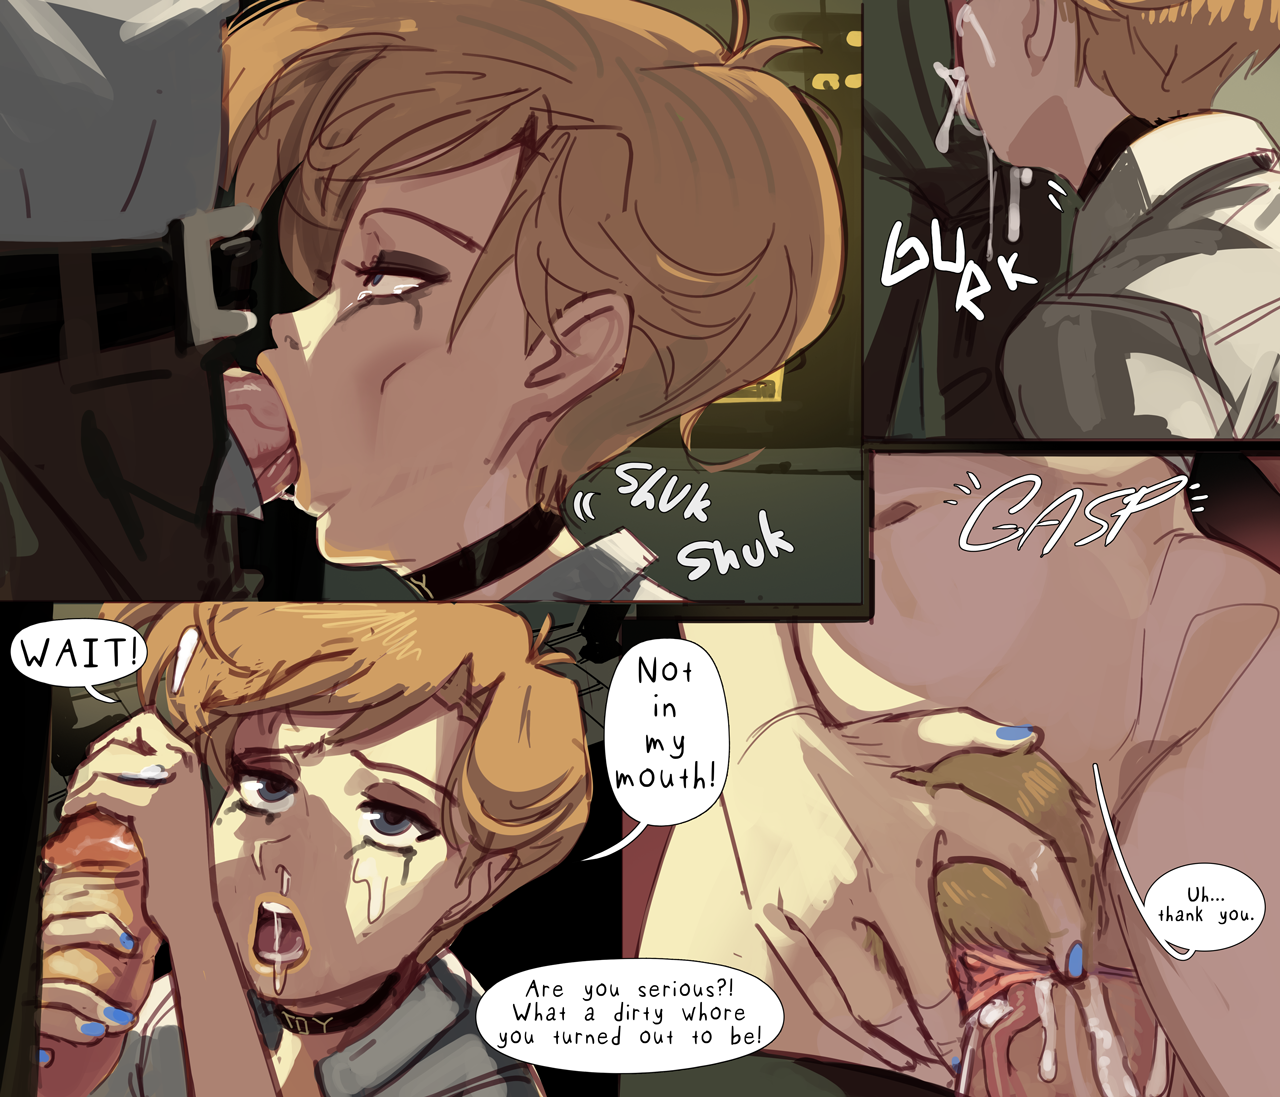 GURK
Shuk
Shuk
GASP
WAIT!
Not
in
my
mouth!
Are you serious?!
What a dirty whore
you turned out to be!
Uh...
thank you.